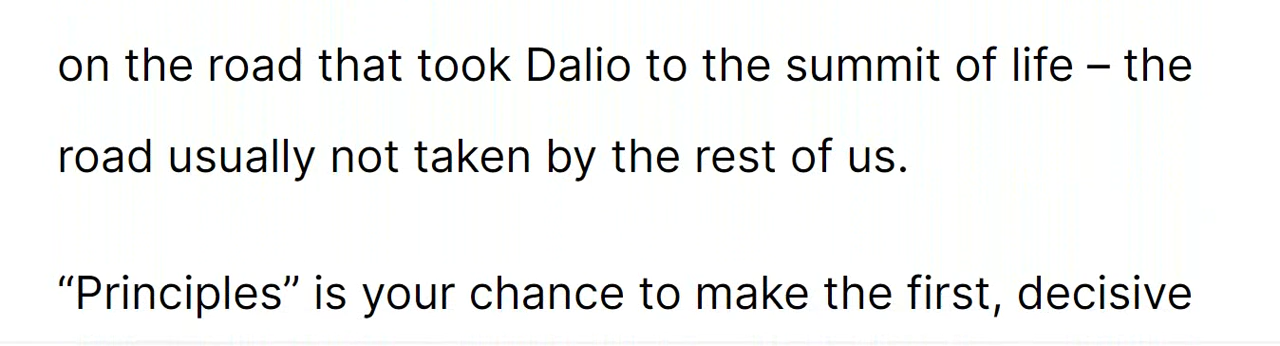 on the road that took Dalio to the summit of life – the
road usually not taken by the rest of us.
“Principles” is your chance to make the first, decisive